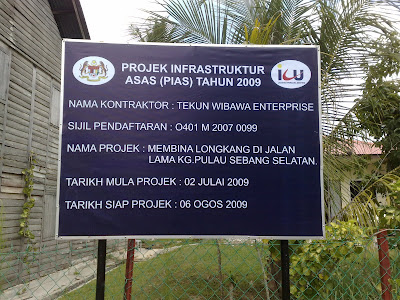 PROJEK INFRASTRUKTUR
ASAS (PIAS) TAHUN 2009
NAMA KONTRAKTOR : TEKUN WIBAWA ENTERPRISE
SIJIL PENDAFTARAN : O401 M 2007 0099
NAMA PROJEK : MEMBINA LONGKANG DI JALAN
LAMA KG.PULAU SEBANG SELATAN.
TARIKH MULA PROJEK : 02 JULAI 2009
TARIKH SIAP PROJEK : 06 OGOS 2009